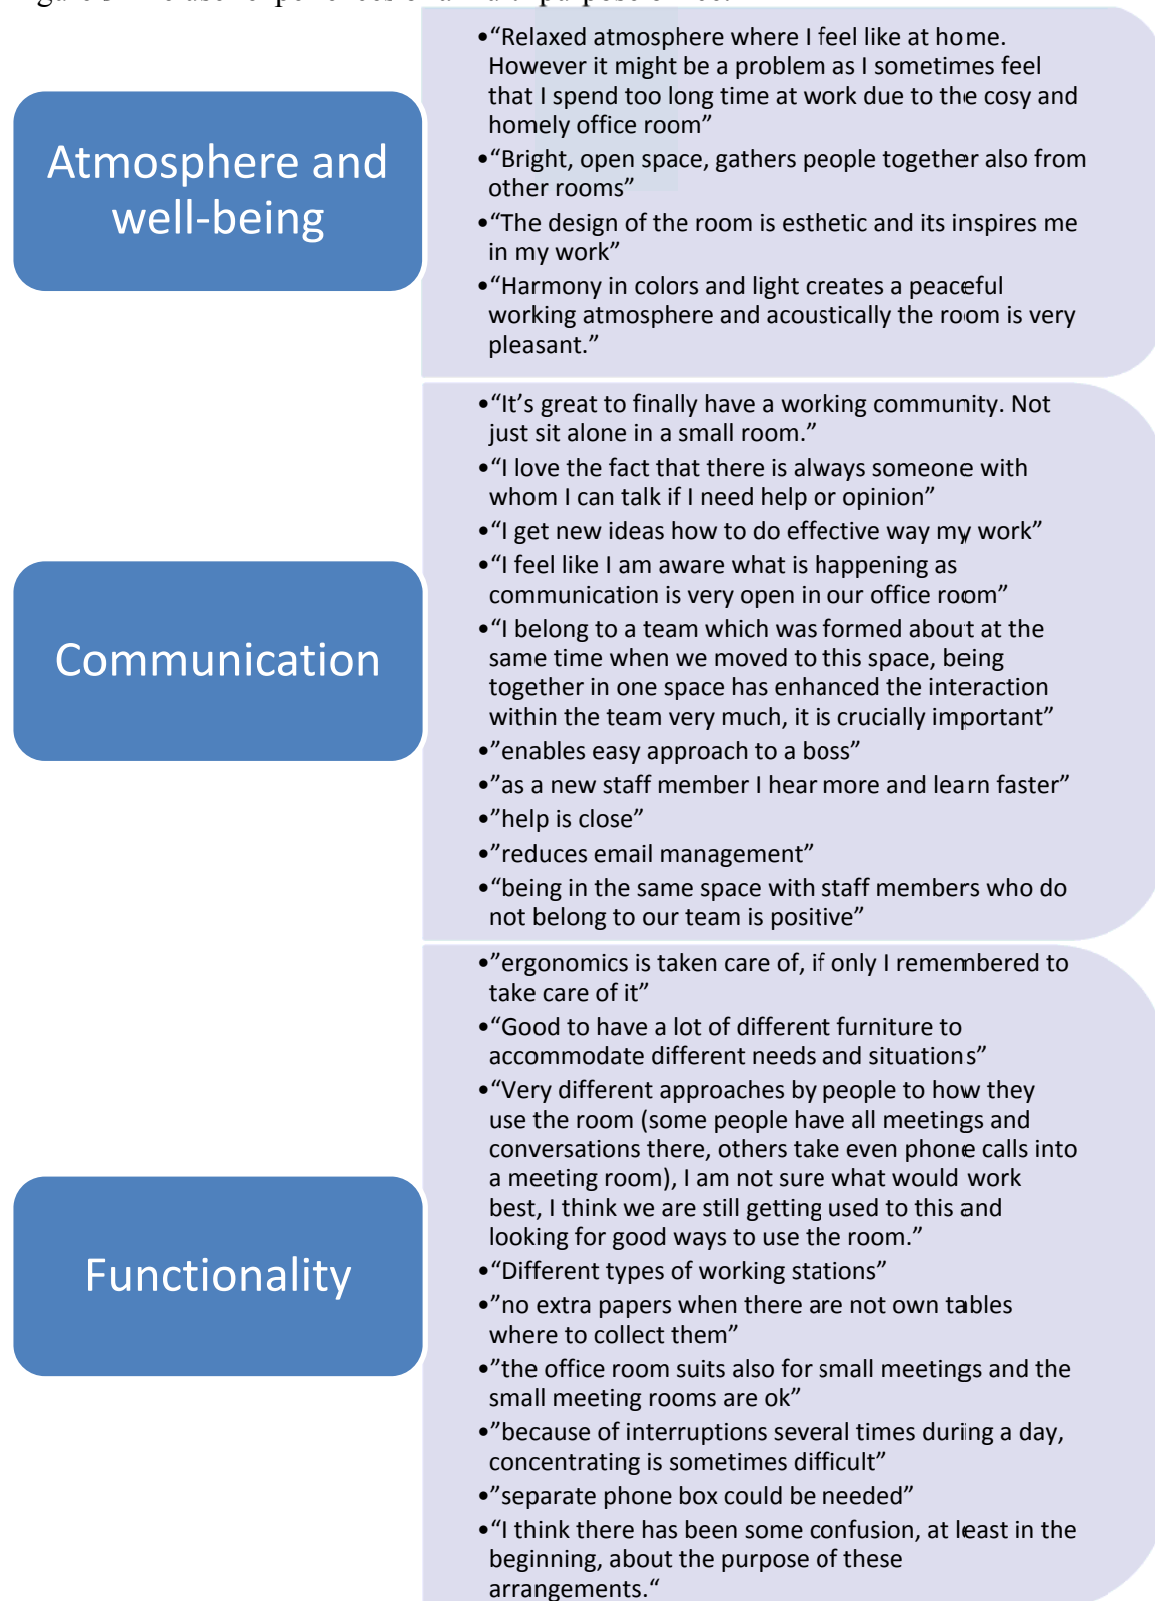 Atmosphere and
well-being
•“Relaxed atmosphere where I feel like at home.
However it might be a problem as I sometimes feel
that I spend too long time at work due to the cosy and
homely office room”
•“Bright, open space, gathers people together also from
other rooms”
•“The design of the room is esthetic and its inspires me
in my work”
•“Harmony in colors and light creates a peaceful
working atmosphere and acoustically the room is very
pleasant.”
Communication
•“It’s great to finally have a working community. Not
just sit alone in a small room.”
•“I love the fact that there is always someone with
whom I can talk if I need help or opinion”
•“I get new ideas how to do effective way my work”
•“I feel like I am aware what is happening as
communication is very open in our office room”
•“I belong to a team which was formed about at the
same time when we moved to this space, being
together in one space has enhanced the interaction
within the team very much, it is crucially important”
•”enables easy approach to a boss”
•”as a new staff member I hear more and learn faster”
•”help is close”
•”reduces email management”
•“being in the same space with staff members who do
not belong to our team is positive”
Functionality
•”ergonomics is taken care of, if only I remembered to
take care of it”
•“Good to have a lot of different furniture to
accommodate different needs and situations”
•“Very different approaches by people to how they
use the room (some people have all meetings and
conversations there, others take even phone calls into
a meeting room), I am not sure what would work
best, I think we are still getting used to this and
looking for good ways to use the room.”
•“Different types of working stations”
•”no extra papers when there are not own tables
where to collect them”
•”the office room suits also for small meetings and the
small meeting rooms are ok”
•”because of interruptions several times during a day,
concentrating is sometimes difficult”
•”separate phone box could be needed”
•“I think there has been some confusion, at least in the
beginning, about the purpose of these
arrangements.“